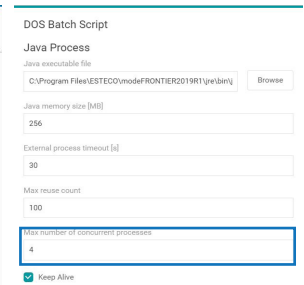 DOS Batch Script
Java Process
Java executable file
C:\Program Files\ESTECO\modeFRONTIER2019R1\jre\bin\j
Browse
Java memory size [MB]
256
External process timeout [s]
30
Max reuse count
100
Max number of concurrent processes
4
Keep Alive